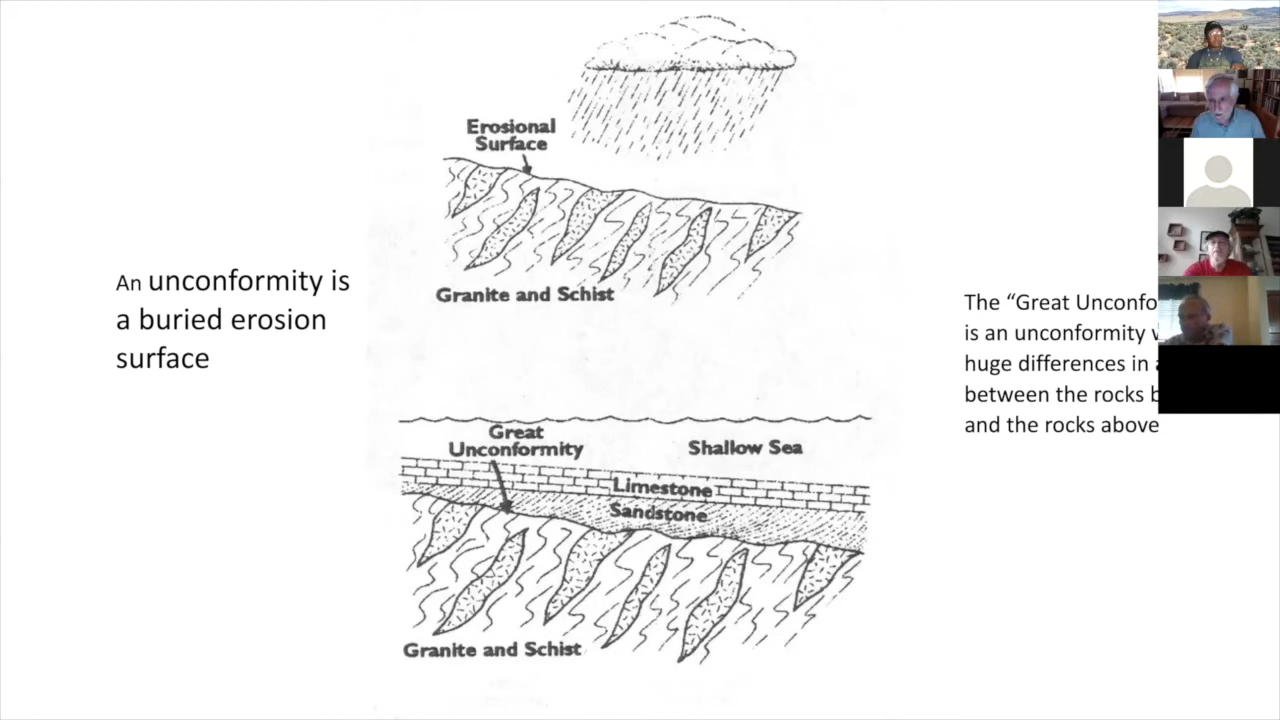 An unconformity is
a buried erosion
surface
Erosional
Surface
Granite and Schist
Great
Unconformity
Shallow Sea
Limestone
Sandstone
Granite and Schist
The “Great
is an unconformity
huge differences in
between the rocks
and the rocks above